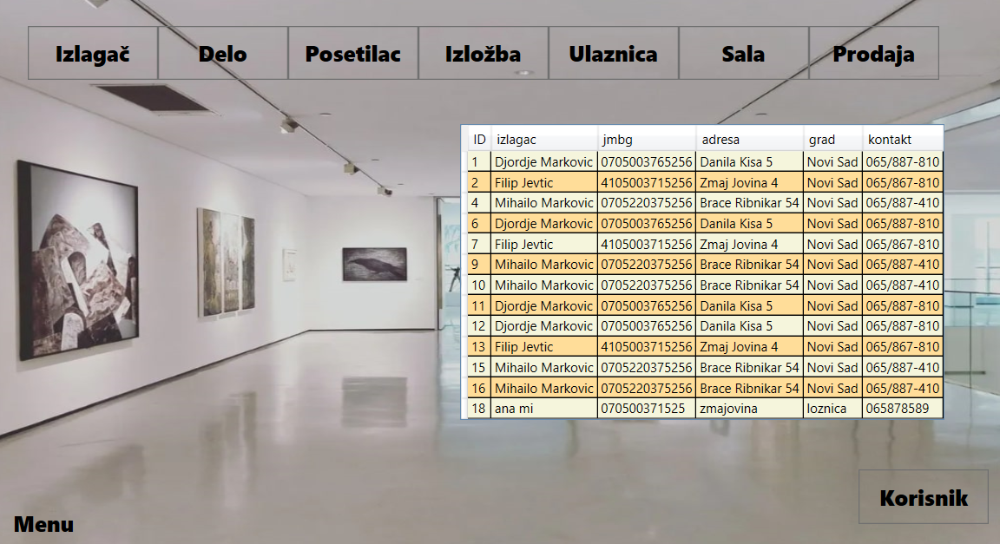 Izlagač Delo Posetilac Izložba Ulaznica Sala Prodaja
ID izlagac jmbg adresa grad kontakt
1 Djordje Markovic 0705003765256 Danila Kisa 5 Novi Sad 065/887-810
2 Filip Jevtic 4105003715256 Zmaj Jovina 4 Novi Sad 065/867-810
4 Mihailo Markovic 0705220375256 Brace Ribnikar 54 Novi Sad 065/887-410
6 Djordje Markovic 0705003765256 Danila Kisa 5 Novi Sad 065/887-810
7 Filip Jevtic 4105003715256 Zmaj Jovina 4 Novi Sad 065/867-810
9 Mihailo Markovic 0705220375256 Brace Ribnikar 54 Novi Sad 065/887-410
10 Mihailo Markovic 0705220375256 Brace Ribnikar 54 Novi Sad 065/887-410
11 Djordje Markovic 0705003765256 Danila Kisa 5 Novi Sad 065/887-810
12 Djordje Markovic 0705003765256 Danila Kisa 5 Novi Sad 065/887-810
13 Filip Jevtic 4105003715256 Zmaj Jovina 4 Novi Sad 065/867-810
15 Mihailo Markovic 0705220375256 Brace Ribnikar 54 Novi Sad 065/887-410
16 Mihailo Markovic 0705220375256 Brace Ribnikar 54 Novi Sad 065/887-410
18 ana mi 070500371525 zmajovina loznica 065878589
Korisnik
Menu